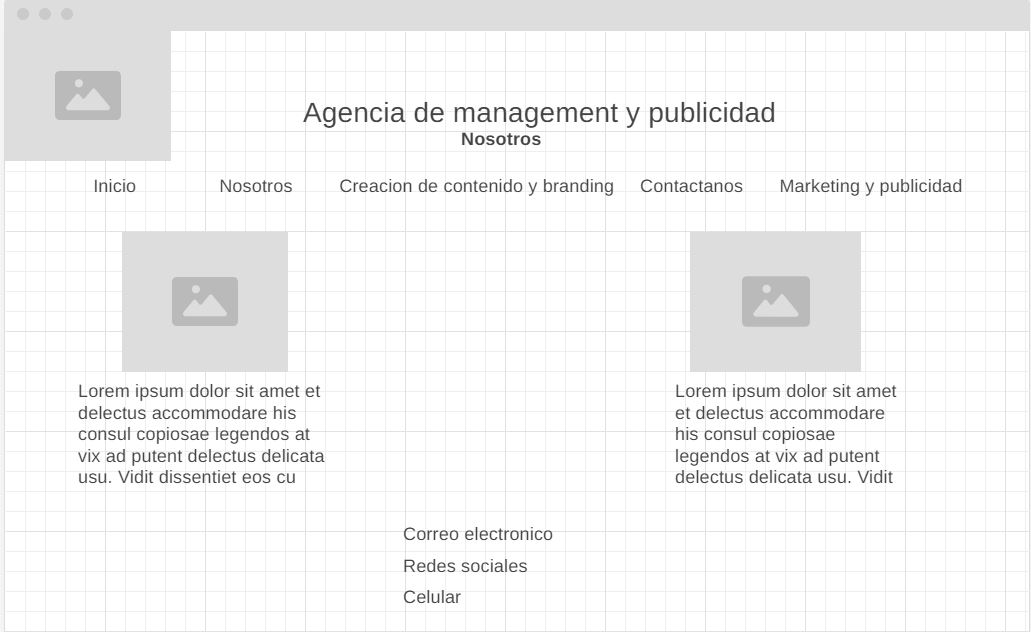 Agencia de management y publicidad
Nosotros
Inicio
Nosotros
Creacion de contenido y branding
Contactanos
Marketing y publicidad
Lorem ipsum dolor sit amet et
delectus accommodare his
consul copiosae legendos at
vix ad putent delectus delicata
usu. Vidit dissentiet eos cu
Lorem ipsum dolor sit amet
et delectus accommodare
his consul copiosae
legendos at vix ad putent
delectus delicata usu. Vidit
Correo electronico
Redes sociales
Celular